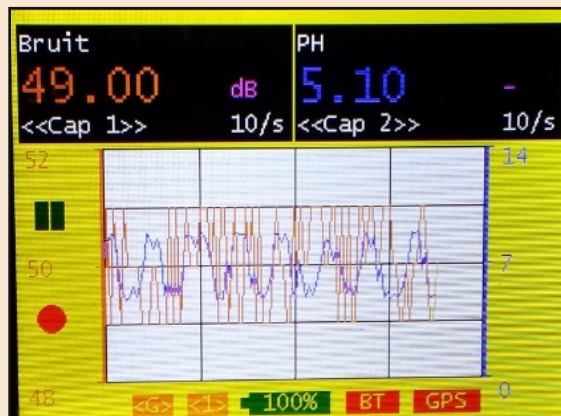 Bruit PH
49.00 dB 5.10 -
<<Cap 1>> 10/s <<Cap 2>> 10/s
52 14
50 7
48 0
<G> <1> 100% BT GPS